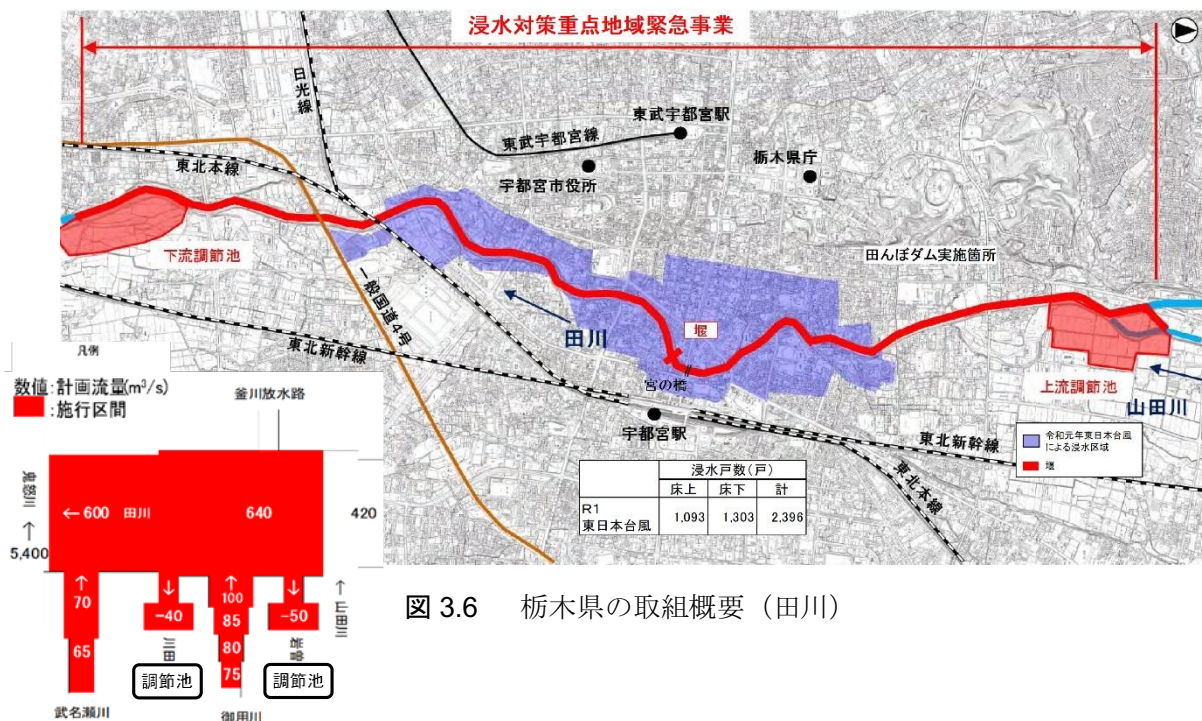 浸水対策重点地域緊急事業
日光線
東武宇都宮線
東武宇都宮駅
宇都宮市役所
栃木県庁
東北本線
田んぼダム実施箇所
下流調節池
一般国道4号
田川
堰
宮の橋
上流調節池
山田川
東北新幹線
宇都宮駅
東北新幹線
東北本線
令和元年東日本台風
による浸水区域
堰
浸水戸数(戸)
床上 床下 計
R1
東日本台風 1,093 1,303 2,396
凡例
数値:計画流量(m³/s)
:施行区間
釜川放水路
鬼怒川
←600 田川 640 420
↑
5,400
↑
70
65
↓
-40
↑
100
85
80
75
↓
-50
↑
山田川
川田
岩曽
調節池
調節池
武名瀬川
御用川
図 3.6 栃木県の取組概要(田川)